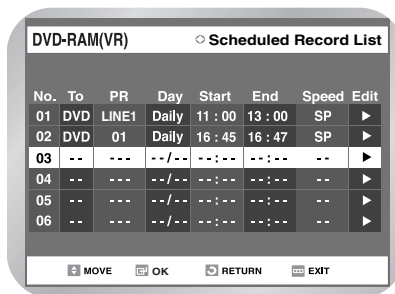 DVD-RAM(VR) Scheduled Record List
No. To PR Day Start End Speed Edit
01 DVD LINE1 Daily 11 : 00 13 : 00 SP ►
02 DVD 01 Daily 16 : 45 16 : 47 SP ►
03 - - - - - - - / - - - - : - - - - : - - - - ►
04 - - - - - - - / - - - - : - - - - : - - - - ►
05 - - - - - - - / - - - - : - - - - : - - - - ►
06 - - - - - - - / - - - - : - - - - : - - - - ►
MOVE OK RETURN EXIT